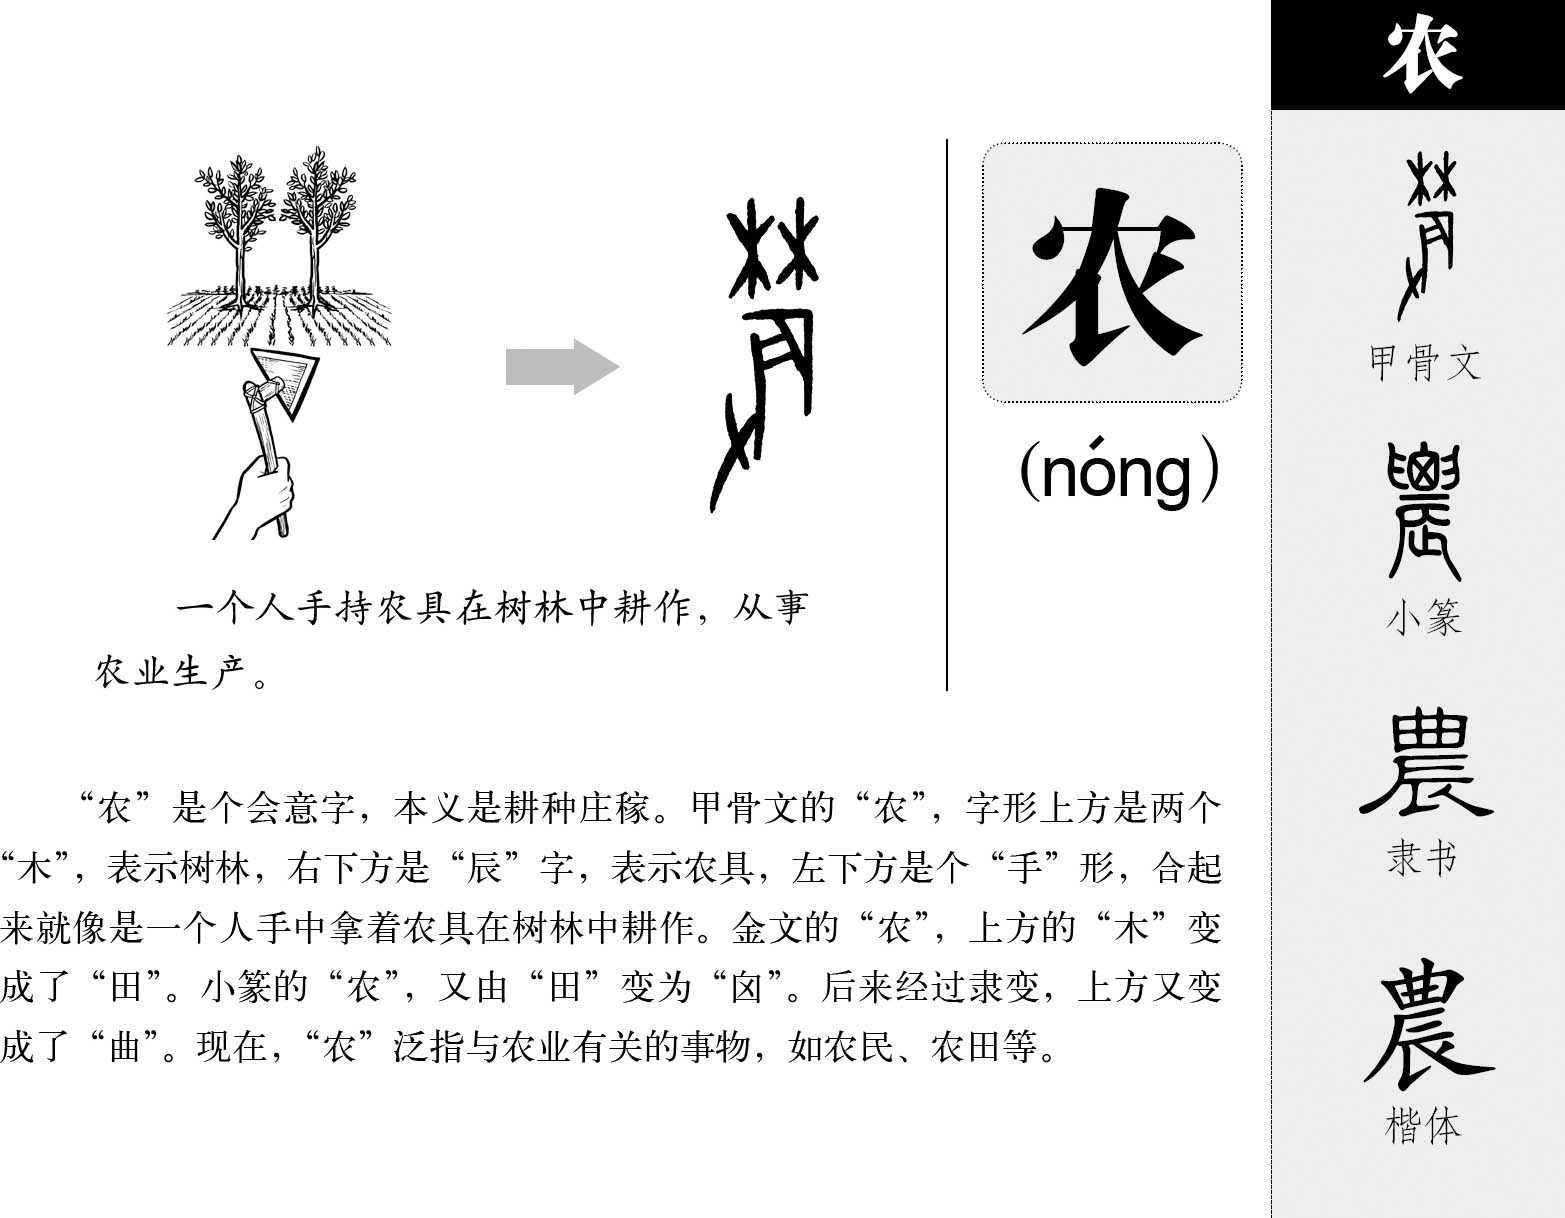 农
(nóng)
一个人手持农具在树林中耕作，从事
农业生产。
“农”是个会意字，本义是耕种庄稼。甲骨文的“农”，字形上方是两个
“木”，表示树林，右下方是“辰”字，表示农具，左下方是个“手”形，合起
来就像是一个人手中拿着农具在树林中耕作。金文的“农”，上方的“木”变
成了“田”。小篆的“农”，又由“田”变为“囟”。后来经过隶变，上方又变
成了“曲”。现在，“农”泛指与农业有关的事物，如农民、农田等。
农
甲骨文
農
小篆
農
隶书
農
楷体